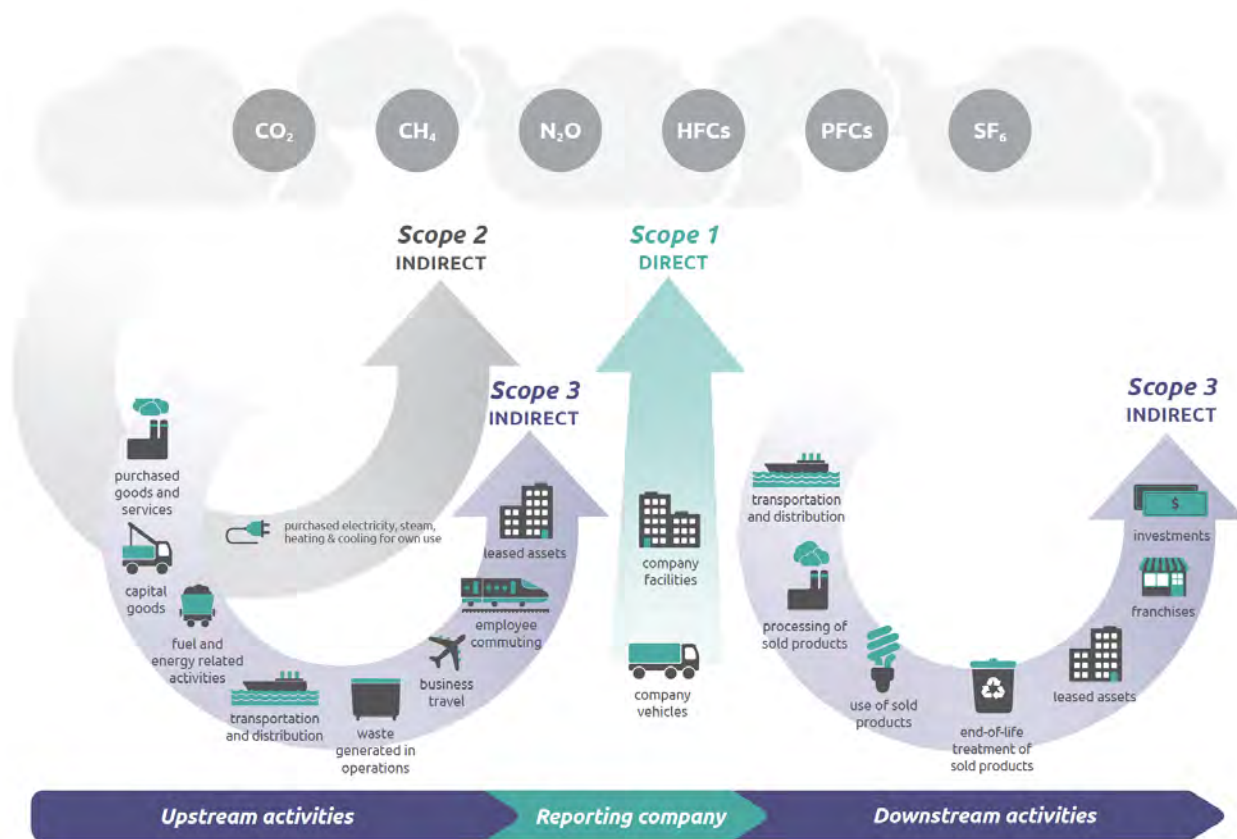 CO₂
CH₄
N₂O
HFCs
PFCs
SF₆
Scope 2
INDIRECT
Scope 1
DIRECT
Scope 3
INDIRECT
Scope 3
INDIRECT
purchased
goods and
services
capital
goods
fuel and
energy related
activities
purchased electricity, steam,
heating & cooling for own use
transportation
and distribution
waste
generated in
operations
business
travel
employee
commuting
leased assets
company
facilities
company
vehicles
transportation
and distribution
processing of
sold products
use of sold
products
end-of-life
treatment of
sold products
leased assets
franchises
$
investments
Upstream activities
Reporting company
Downstream activities